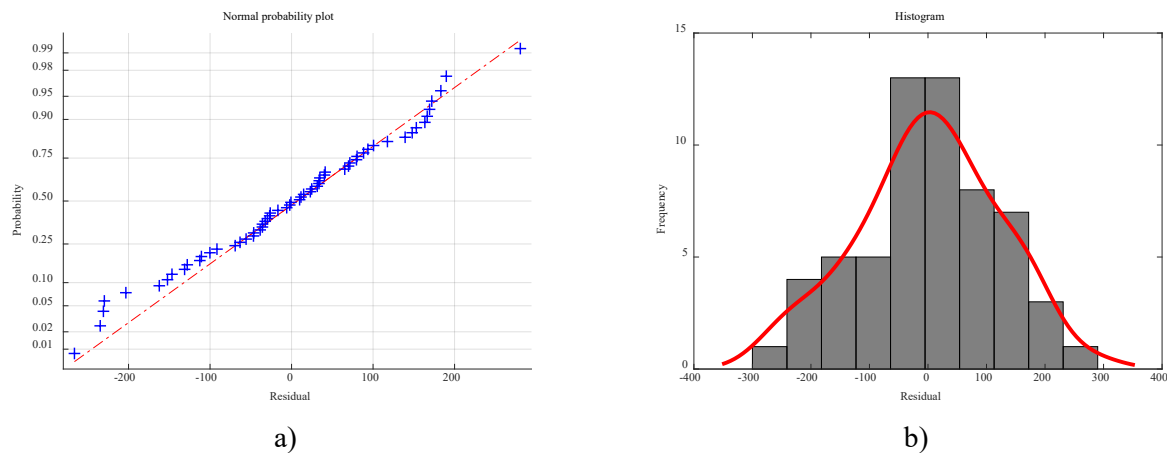 Normal probability plot
0.99
0.98
0.95
0.90
0.75
0.50
0.25
0.10
0.05
0.02
0.01
Probability
-200 -100 0 100 200
Residual
a)
Histogram
15
10
5
0
Frequency
-400 -300 -200 -100 0 100 200 300 400
Residual
b)